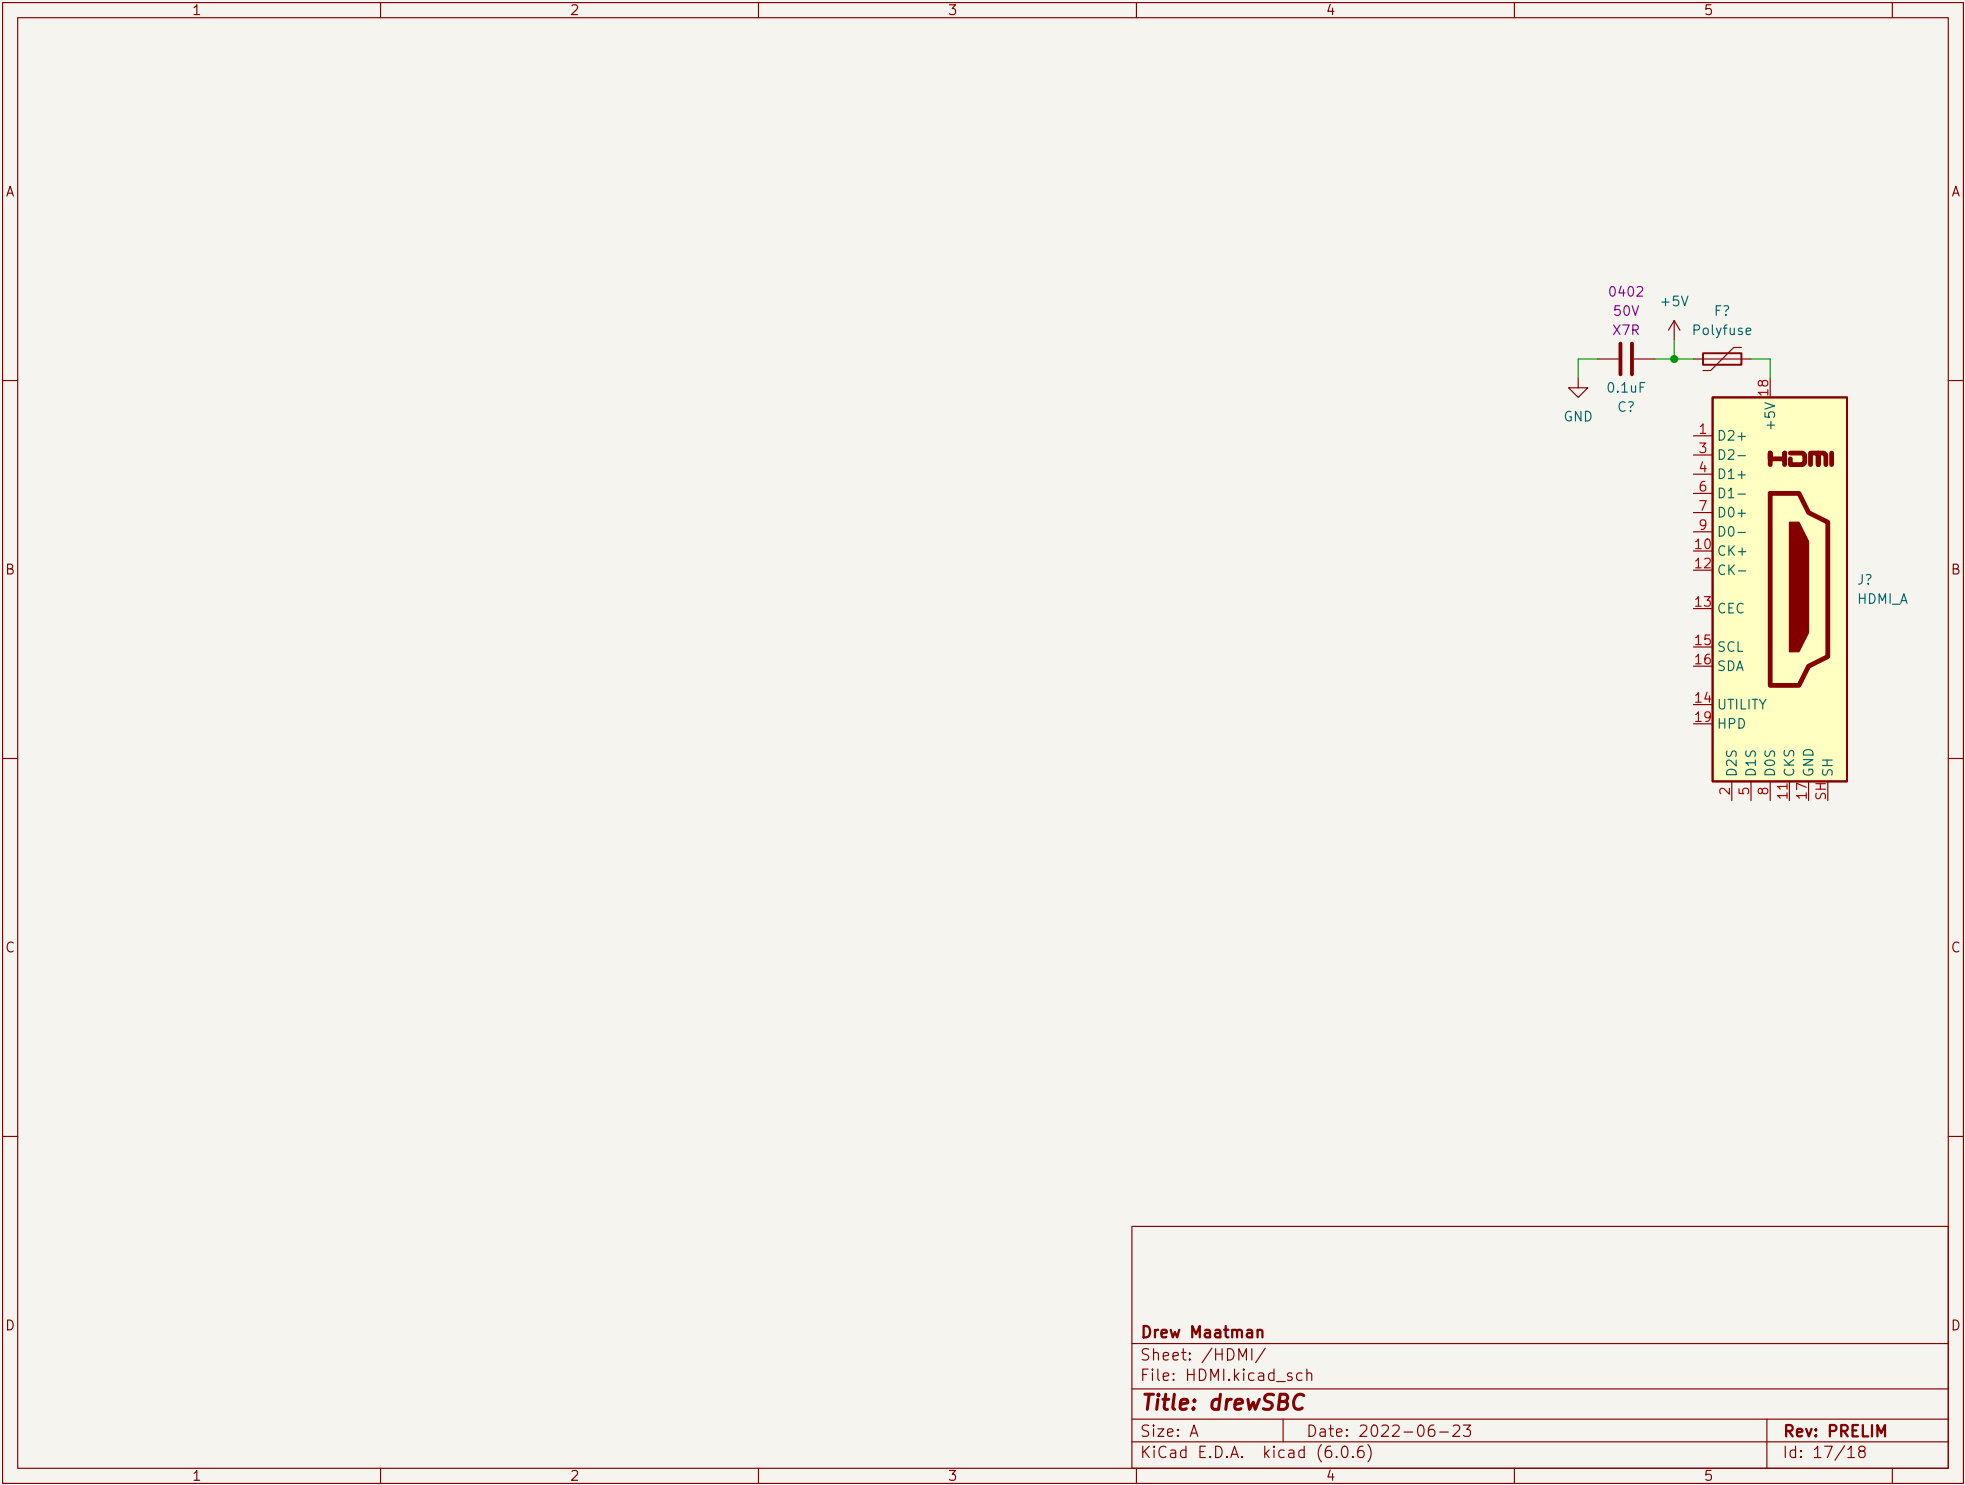 1 2 3 4 5
A A
0402
50V
X7R
+5V
F?
Polyfuse
0.1uF
C?
GND
18
+5V
HDMI
1 D2+
3 D2-
4 D1+
6 D1-
7 D0+
9 D0-
10 CK+
12 CK-
13 CEC
15 SCL
16 SDA
14 UTILITY
19 HPD
J?
HDMI_A
B B
D2S D1S D0S CKS GND SH
2 5 8 11 17 SH
C C
D D
Drew Maatman
Sheet: /HDMI/
File: HDMI.kicad_sch
Title: drewSBC
Size: A Date: 2022-06-23 Rev: PRELIM
KiCad E.D.A. kicad (6.0.6) Id: 17/18
1 2 3 4 5